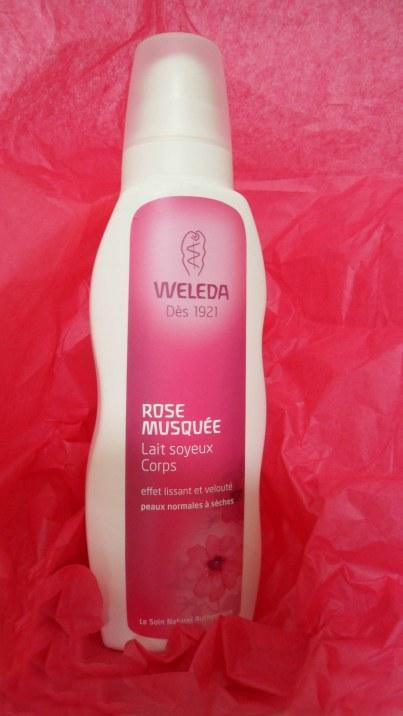 WELEDA
Dès 1921
ROSE
MUSQUÉE
Lait soyeux
Corps
effet lissant et velouté
peaux normales à sèches
Le Soin Naturel